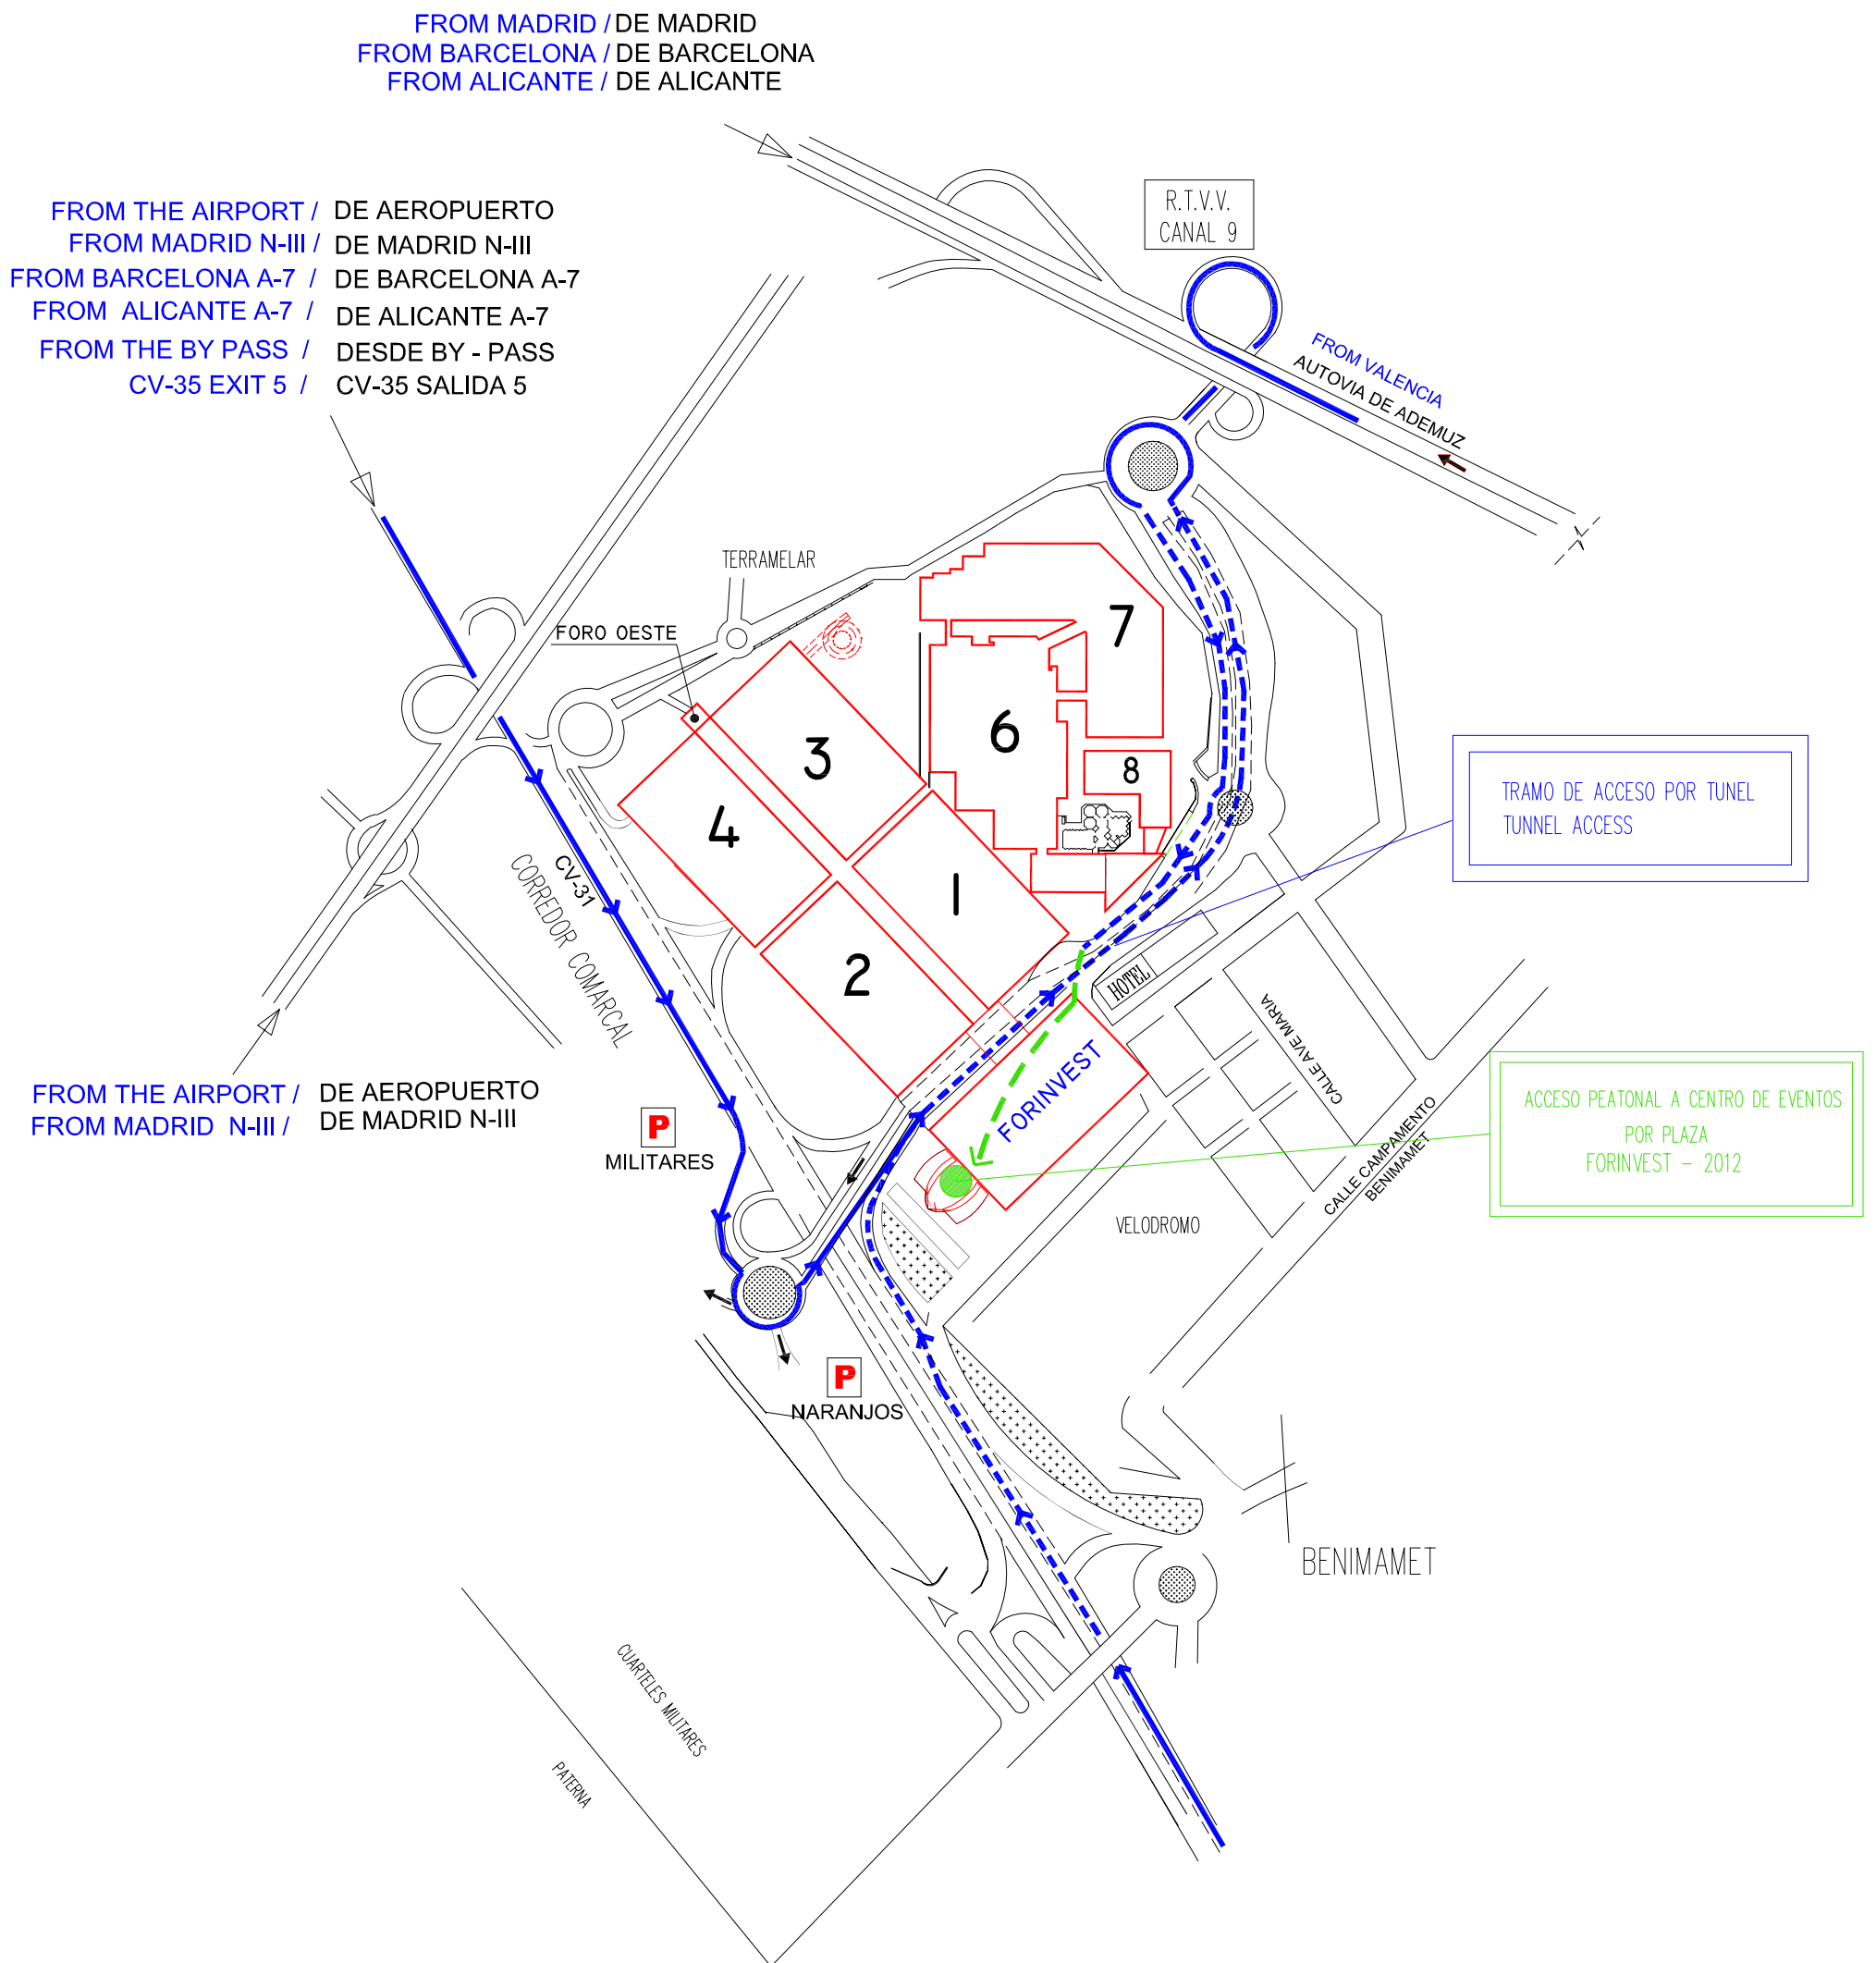 FROM MADRID / DE MADRID
FROM BARCELONA / DE BARCELONA
FROM ALICANTE / DE ALICANTE
R.T.V.V.
CANAL 9
FROM THE AIRPORT / DE AEROPUERTO
FROM MADRID N-III / DE MADRID N-III
FROM BARCELONA A-7 / DE BARCELONA A-7
FROM ALICANTE A-7 / DE ALICANTE A-7
FROM THE BY PASS / DESDE BY - PASS
CV-35 EXIT 5 / CV-35 SALIDA 5
FROM VALENCIA
AUTOVIA DE ADEMUZ
TERRAMELAR
FORO OESTE
7
6
3
8
4
1
2
TRAMO DE ACCESO POR TUNEL
TUNNEL ACCESS
CV-31
CORREDOR COMARCAL
HOTEL
CALLE AVE MARIA
FORINVEST
FROM THE AIRPORT / DE AEROPUERTO
FROM MADRID N-III / DE MADRID N-III
P
MILITARES
ACCESO PEATONAL A CENTRO DE EVENTOS
POR PLAZA
FORINVEST - 2012
CALLE CAMPAMENTO
BENIMAMET
VELODROMO
P
NARANJOS
BENIMAMET
CUARTELES MILITARES
PATERNA